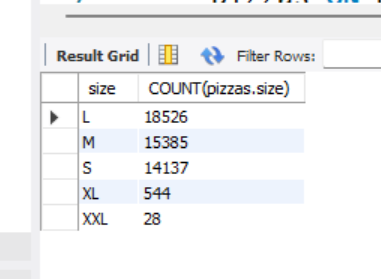 Result Grid Filter Rows:
size COUNT(pizzas.size)
L 18526
M 15385
S 14137
XL 544
XXL 28